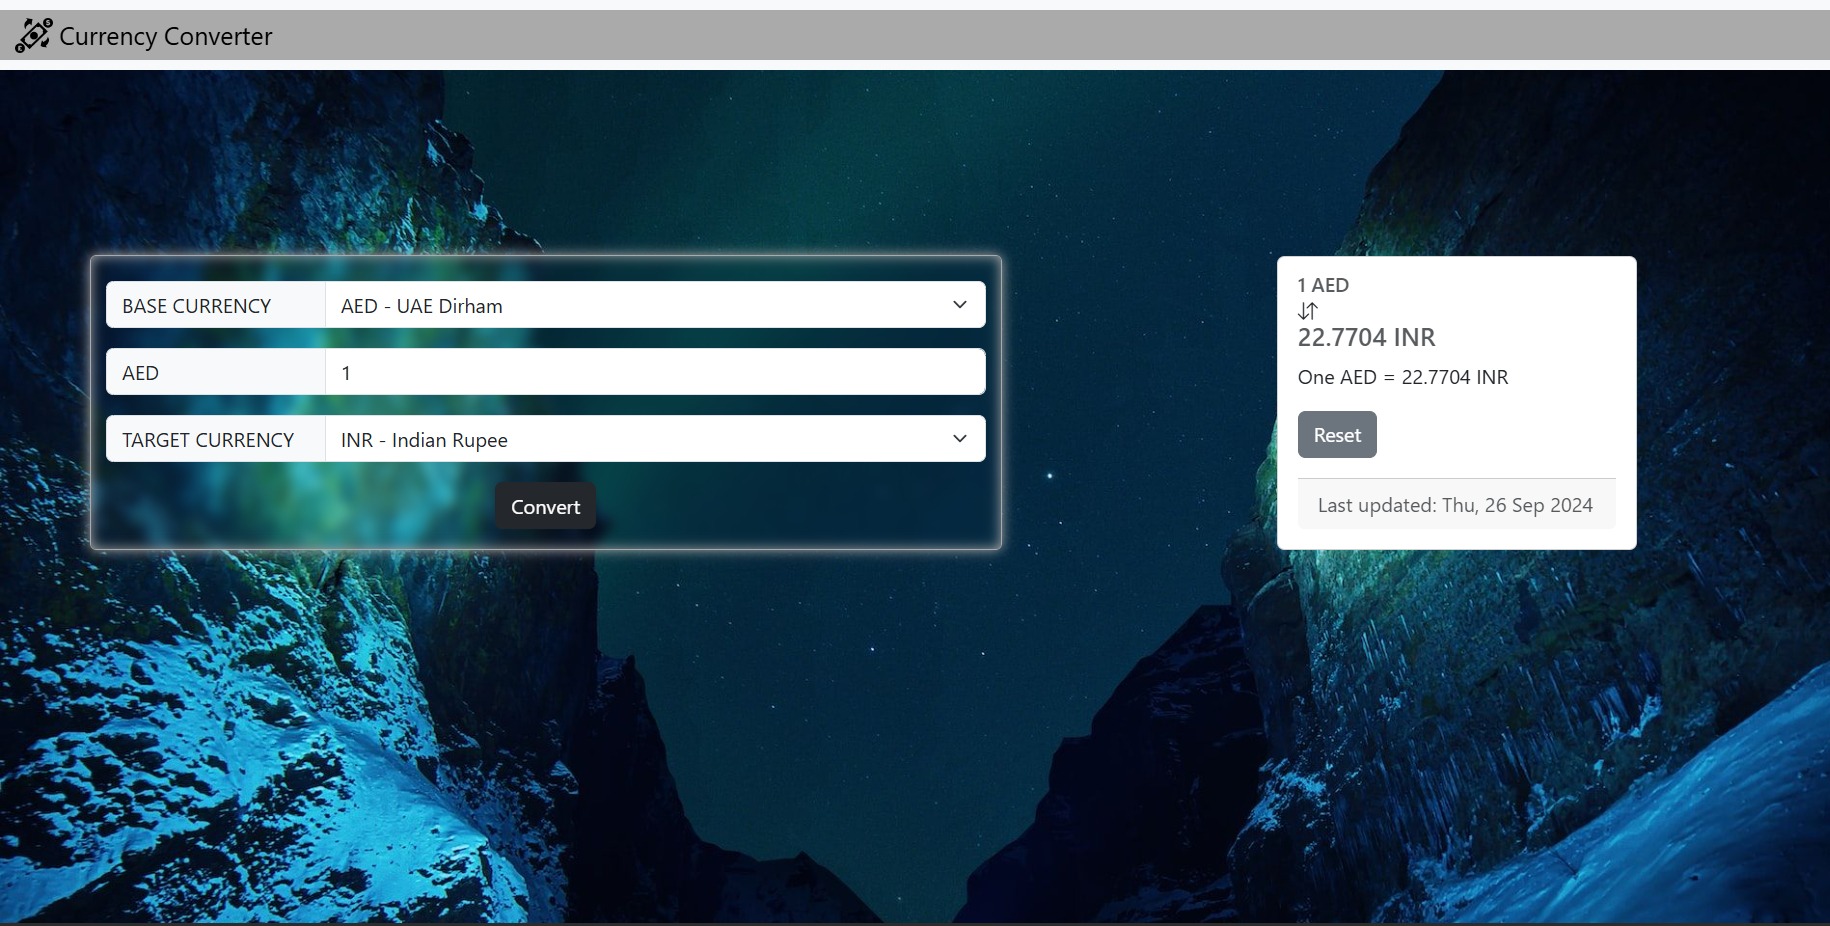 Currency Converter
BASE CURRENCY
AED - UAE Dirham
AED
1
TARGET CURRENCY
INR - Indian Rupee
Convert
1 AED
22.7704 INR
One AED = 22.7704 INR
Reset
Last updated: Thu, 26 Sep 2024